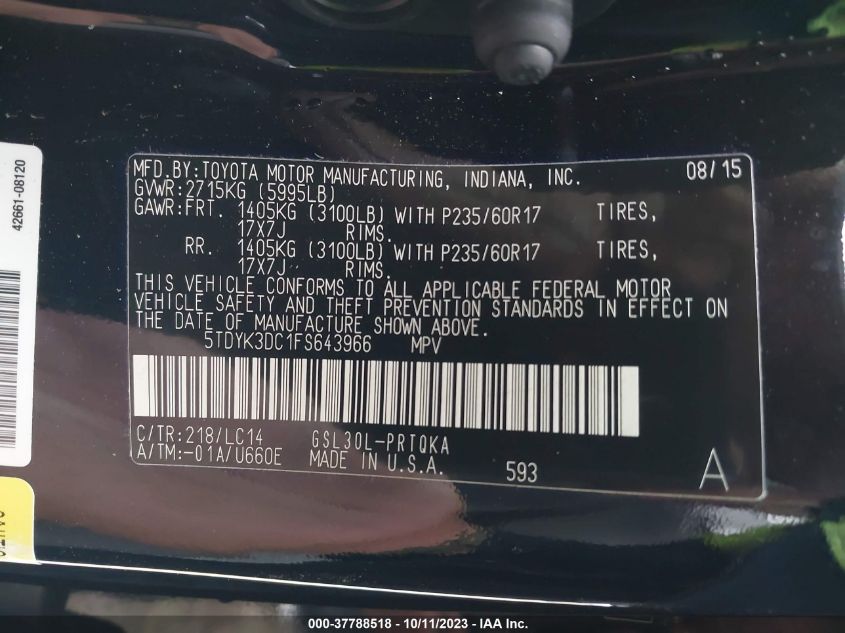 42661-08120
MFD.BY:TOYOTA MOTOR MANUFACTURING, INDIANA, INC. 08/15
GVWR:2715KG (5995LB)
GAWR:FRT. 1405KG (3100LB) WITH P235/60R17 TIRES,
17X7J RIMS.
RR. 1405KG (3100LB) WITH P235/60R17 TIRES,
17X7J RIMS.
THIS VEHICLE CONFORMS TO ALL APPLICABLE FEDERAL MOTOR
VEHICLE SAFETY AND THEFT PREVENTION STANDARDS IN EFFECT ON
THE DATE OF MANUFACTURE SHOWN ABOVE.
5TDYK3DC1FS643966 MPV
C/TR:218/LC14 GSL30L-PRTQKA
A/TM:-01A/U660E MADE IN U.S.A. 593 A
000-37788518 - 10/11/2023 - IAA Inc.